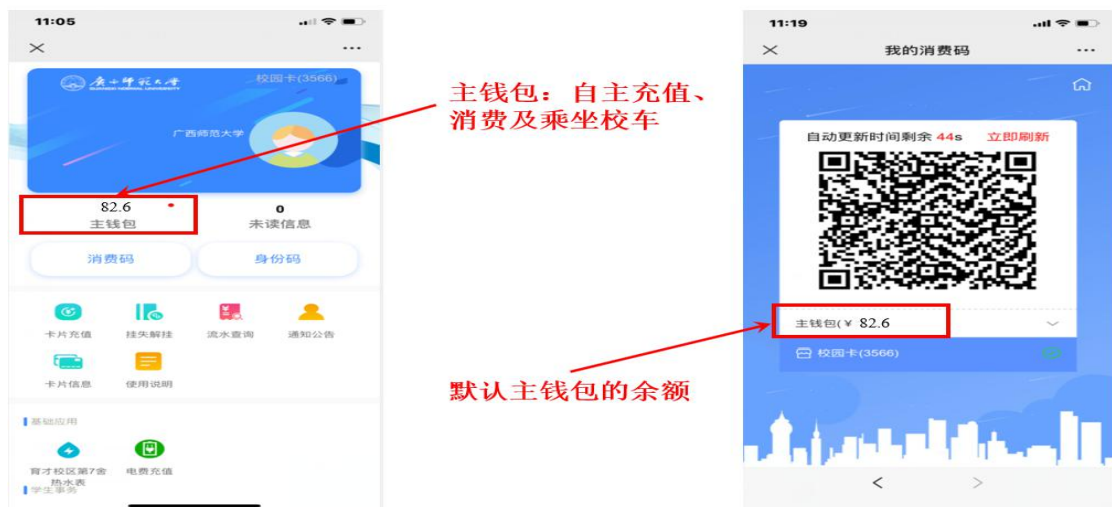 11:05
广西师范大学
GUANGXI NORMAL UNIVERSITY
校园卡(3566)
广西师范大学
82.6
主钱包
0
未读信息
消费码
身份码
卡片充值
挂失解挂
流水查询
通知公告
卡片信息
使用说明
基础应用
育才校区第7舍
热水表
电费充值
学生事务
主钱包：自主充值、
消费及乘坐校车
默认主钱包的余额
11:19
我的消费码
自动更新时间剩余 44s 立即刷新
主钱包(¥ 82.6
校园卡(3566)